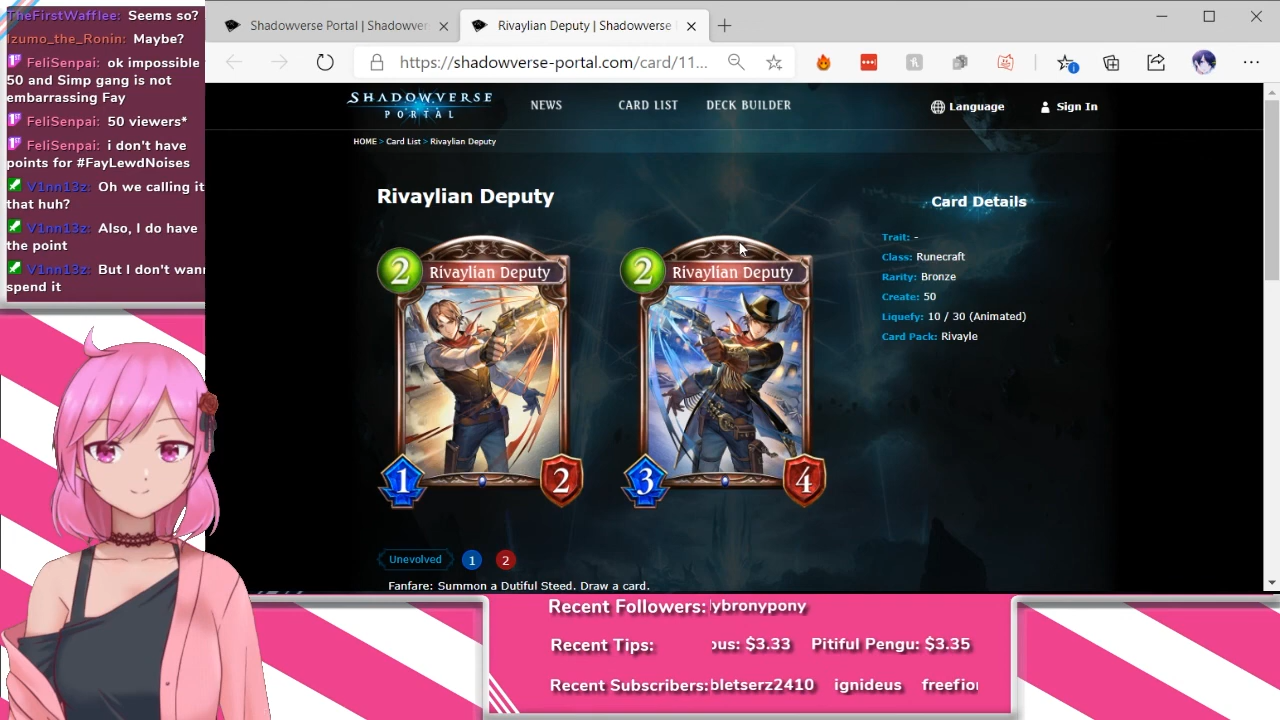 TheFirstWafflee: Seems so?
Izumo_the_Ronin: Maybe?
FeliSenpai: ok impossible
50 and Simp gang is not
embarrassing Fay
FeliSenpai: 50 viewers*
FeliSenpai: i don't have
points for #FayLewdNoises
V1nn13z: Oh we calling it
that huh?
V1nn13z: Also, I do have
the point
V1nn13z: But I don't wanr
spend it
Shadowverse Portal | Shadowver
Rivaylian Deputy | Shadowverse
https://shadowverse-portal.com/card/11...
SHADOWVERSE
PORTAL
NEWS
CARD LIST
DECK BUILDER
Language
Sign In
HOME > Card List > Rivaylian Deputy
Rivaylian Deputy
2
Rivaylian Deputy
1
2
2
Rivaylian Deputy
3
4
Card Details
Trait: -
Class: Runecraft
Rarity: Bronze
Create: 50
Liquefy: 10 / 30 (Animated)
Card Pack: Rivayle
Unevolved 1 2
Fanfare: Summon a Dutiful Steed. Draw a card.
Recent Followers: ybronypony
Recent Tips: ous: $3.33 Pitiful Pengu: $3.35
Recent Subscribers: bletserz2410 ignideus freefior